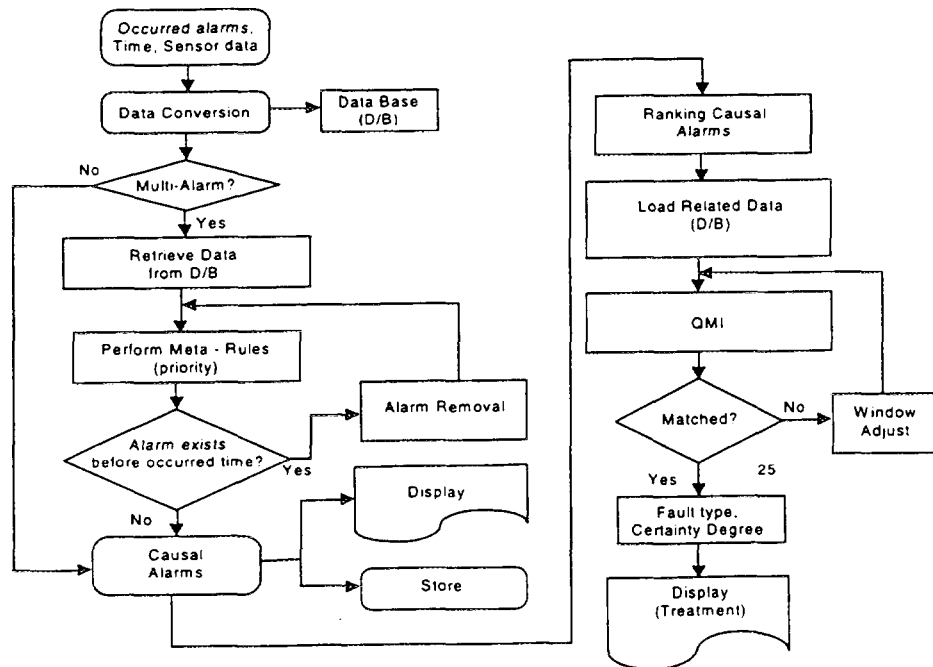 Occurred alarms,
Time, Sensor data
Data Conversion
Data Base
(D/B)
No
Multi-Alarm?
Yes
Retrieve Data
from D/B
Perform Meta - Rules
(priority)
Alarm Removal
Alarm exists
before occurred time?
Yes
No
Display
Causal
Alarms
Store
Ranking Causal
Alarms
Load Related Data
(D/B)
QMI
Matched?
No
Window
Adjust
25
Yes
Fault type,
Certainty Degree
Display
(Treatment)